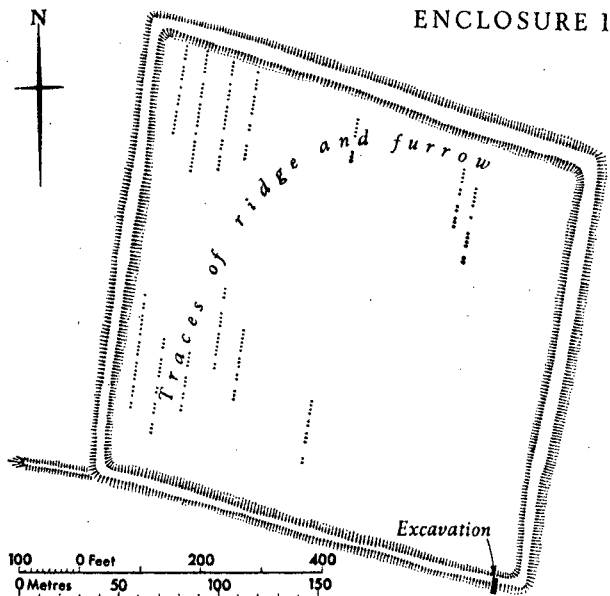 N
ENCLOSURE I
Traces of ridge and furrow
Excavation
100 0 Feet 200 400
0 Metres 50 100 150